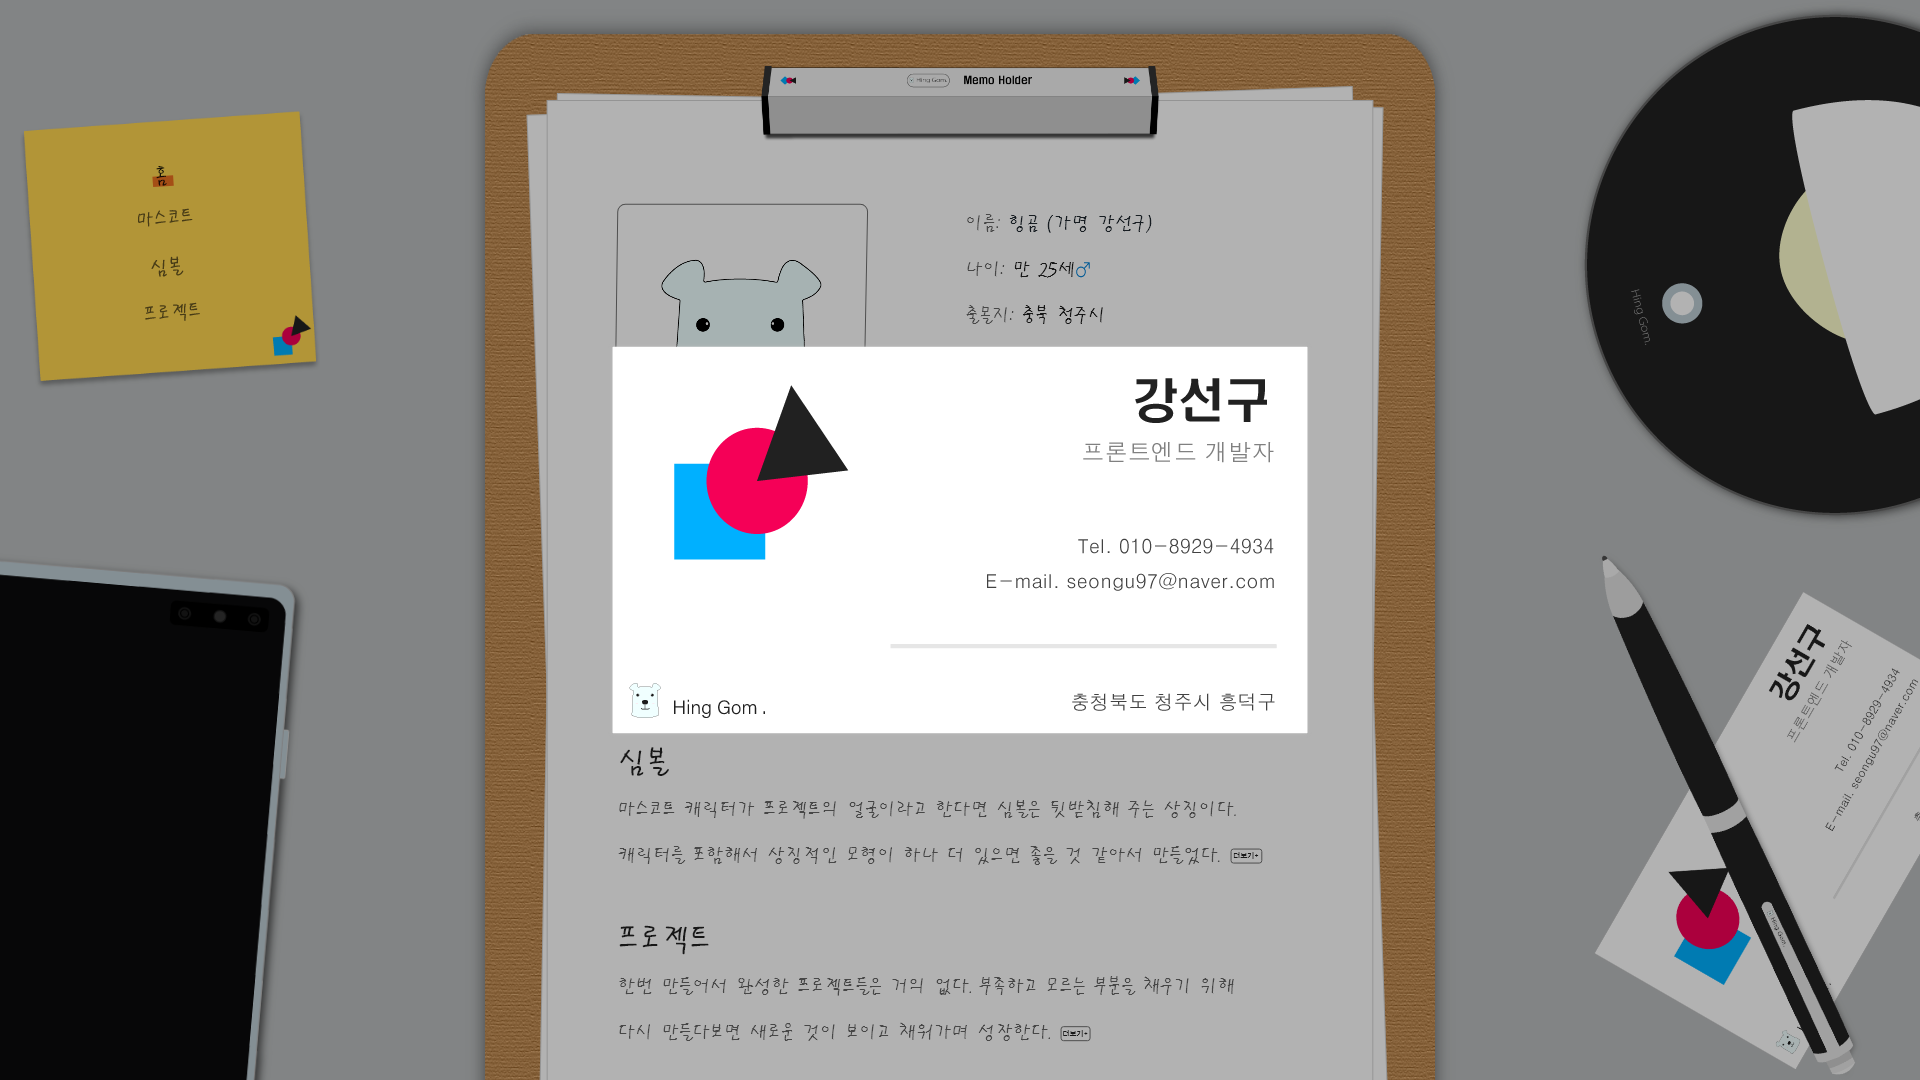 Hing Gom.
Memo Holder
홈
마스코트
심볼
프로젝트
이름: 힝곰 (가명 강선구)
나이: 만 25세♂
출몰지: 충북 청주시
강선구
프론트엔드 개발자
Tel. 010-8929-4934
E-mail. seongu97@naver.com
Hing Gom .
충청북도 청주시 흥덕구
심볼
마스코트 캐릭터가 프로젝트의 얼굴이라고 한다면 심볼은 뒷받침해 주는 상징이다.
캐릭터를 포함해서 상징적인 모형이 하나 더 있으면 좋을 것 같아서 만들었다. 더보기+
프로젝트
한번 만들어서 완성한 프로젝트들은 거의 없다. 부족하고 모르는 부분을 채우기 위해
다시 만들다보면 새로운 것이 보이고 채워가며 성장한다. 더보기+
Hing Gom.
강선구
프론트엔드 개발자
Tel. 010-8929-4934
E-mail. seongu97@naver.com
Hing Gom.